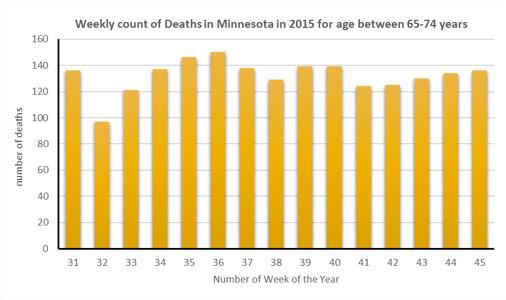 Weekly count of Deaths in Minnesota in 2015 for age between 65-74 years
160
140
120
100
80
60
40
20
0
number of deaths
31 32 33 34 35 36 37 38 39 40 41 42 43 44 45
Number of Week of the Year